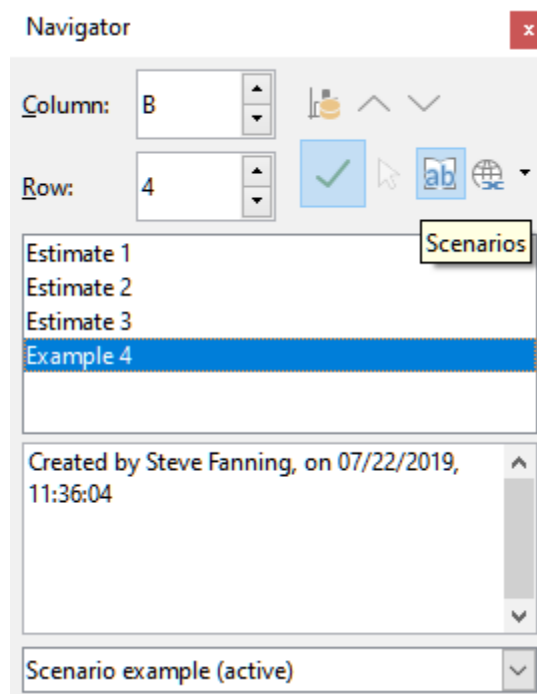 Navigator
x
Column: B
Row: 4
ab
Scenarios
Estimate 1
Estimate 2
Estimate 3
Example 4
Created by Steve Fanning, on 07/22/2019,
11:36:04
Scenario example (active)